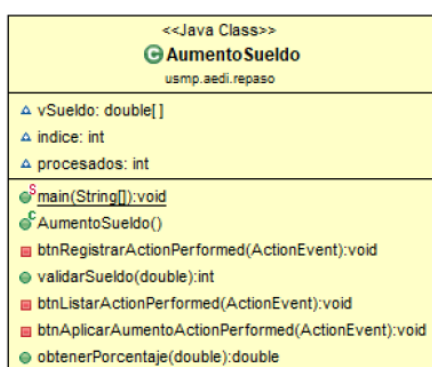 <<Java Class>>
AumentoSueldo
usmp.aedi.repaso
vSueldo: double[]
indice: int
procesados: int
main(String[]):void
AumentoSueldo()
btnRegistrarActionPerformed(ActionEvent):void
validarSueldo(double):int
btnListarActionPerformed(ActionEvent):void
btnAplicarAumentoActionPerformed(ActionEvent):void
obtenerPorcentaje(double):double